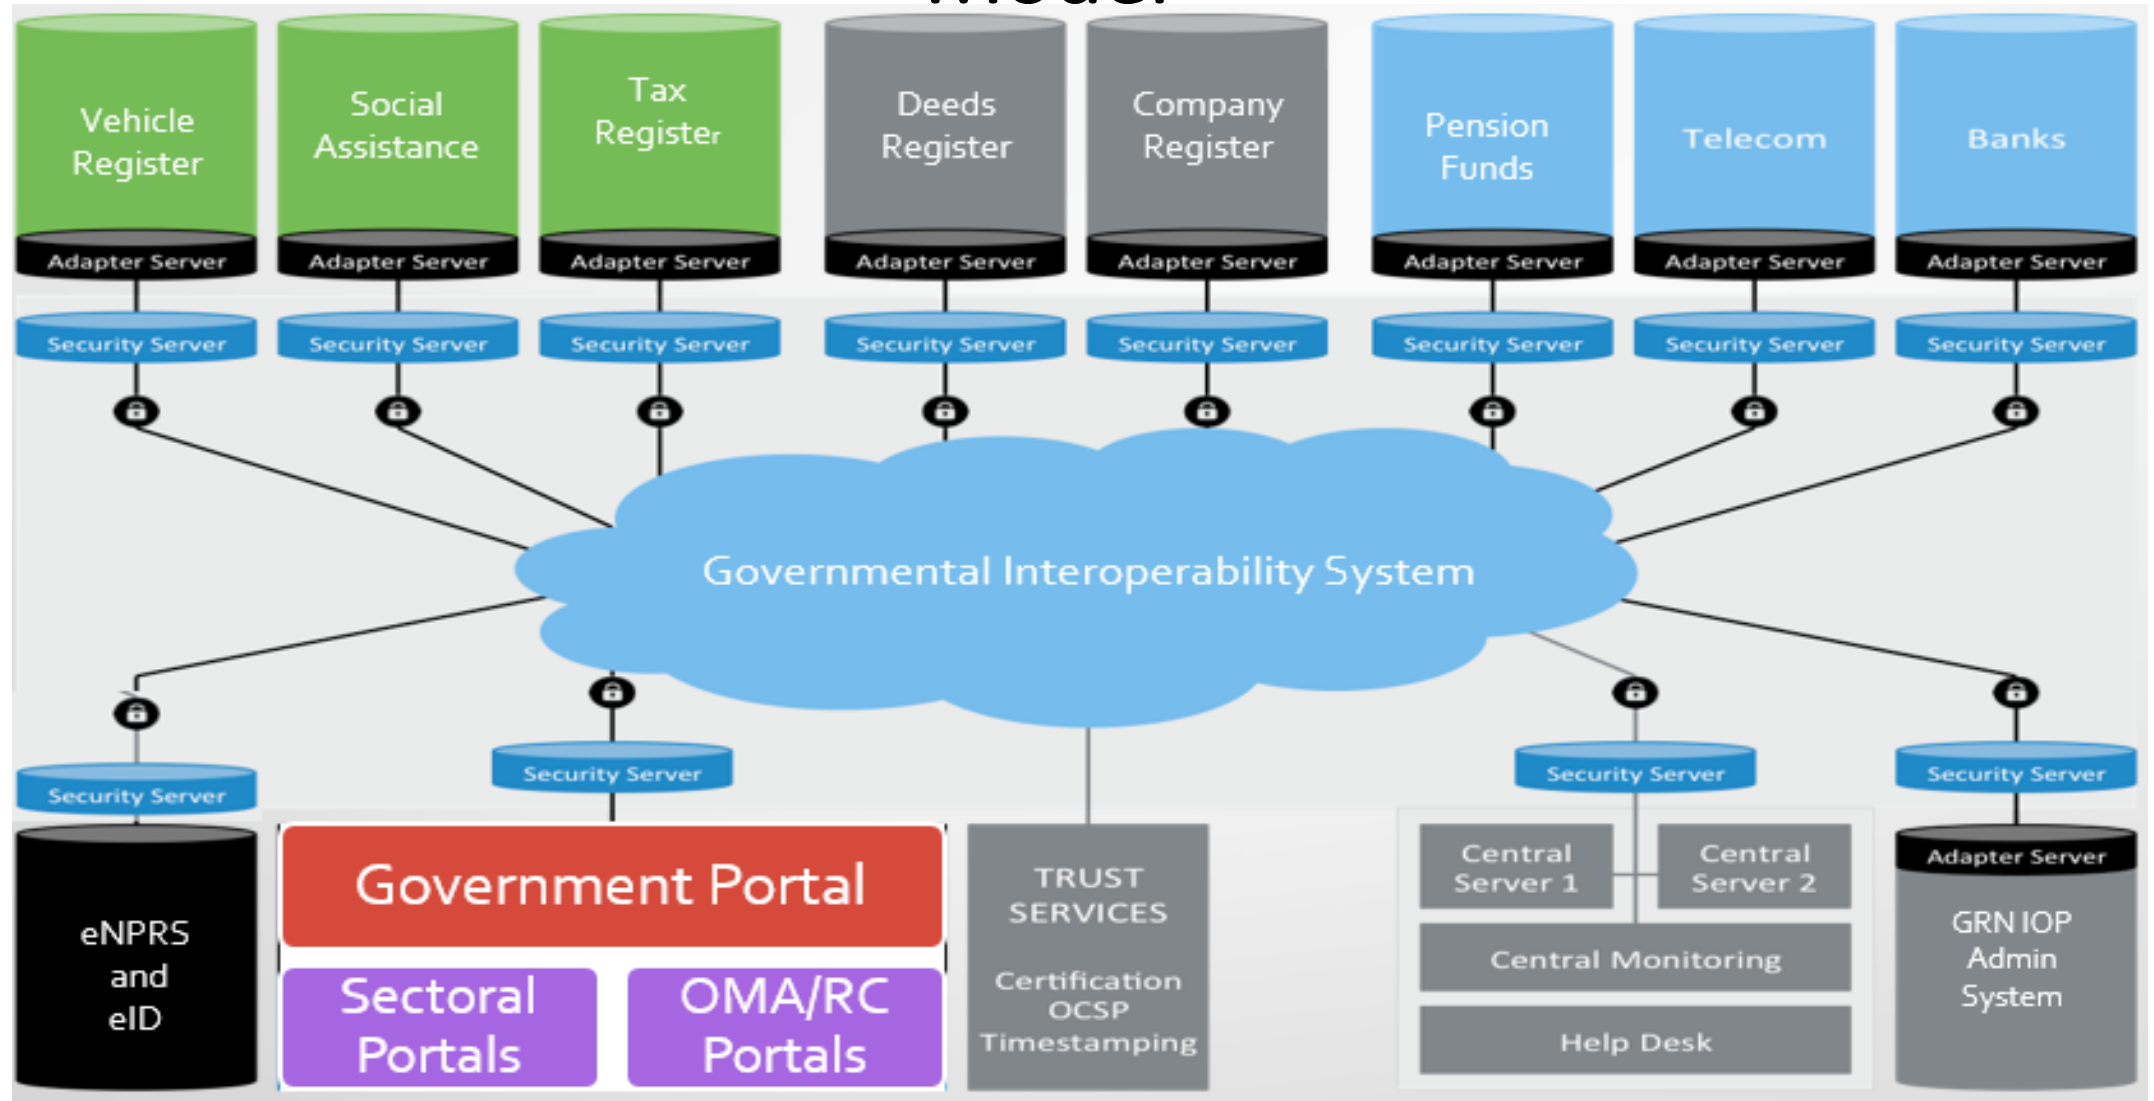 Model
Vehicle
Register
Social
Assistance
Tax
Register
Deeds
Register
Company
Register
Pension
Funds
Telecom
Banks
Adapter Server
Adapter Server
Adapter Server
Adapter Server
Adapter Server
Adapter Server
Adapter Server
Adapter Server
Security Server
Security Server
Security Server
Security Server
Security Server
Security Server
Security Server
Security Server
Governmental Interoperability System
Security Server
Security Server
Security Server
Security Server
eNPRS
and
eID
Government Portal
Sectoral
Portals
OMA/RC
Portals
TRUST
SERVICES
Certification
OCSP
Timestamping
Central
Server 1
Central
Server 2
Central Monitoring
Help Desk
Adapter Server
GRN IOP
Admin
System